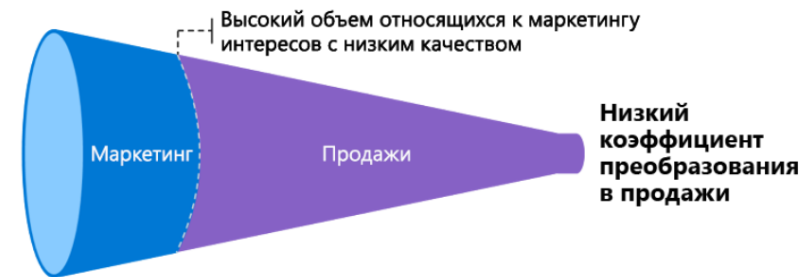 Высокий объем относящихся к маркетингу
интересов с низким качеством
Маркетинг
Продажи
Низкий
коэффициент
преобразования
в продажи